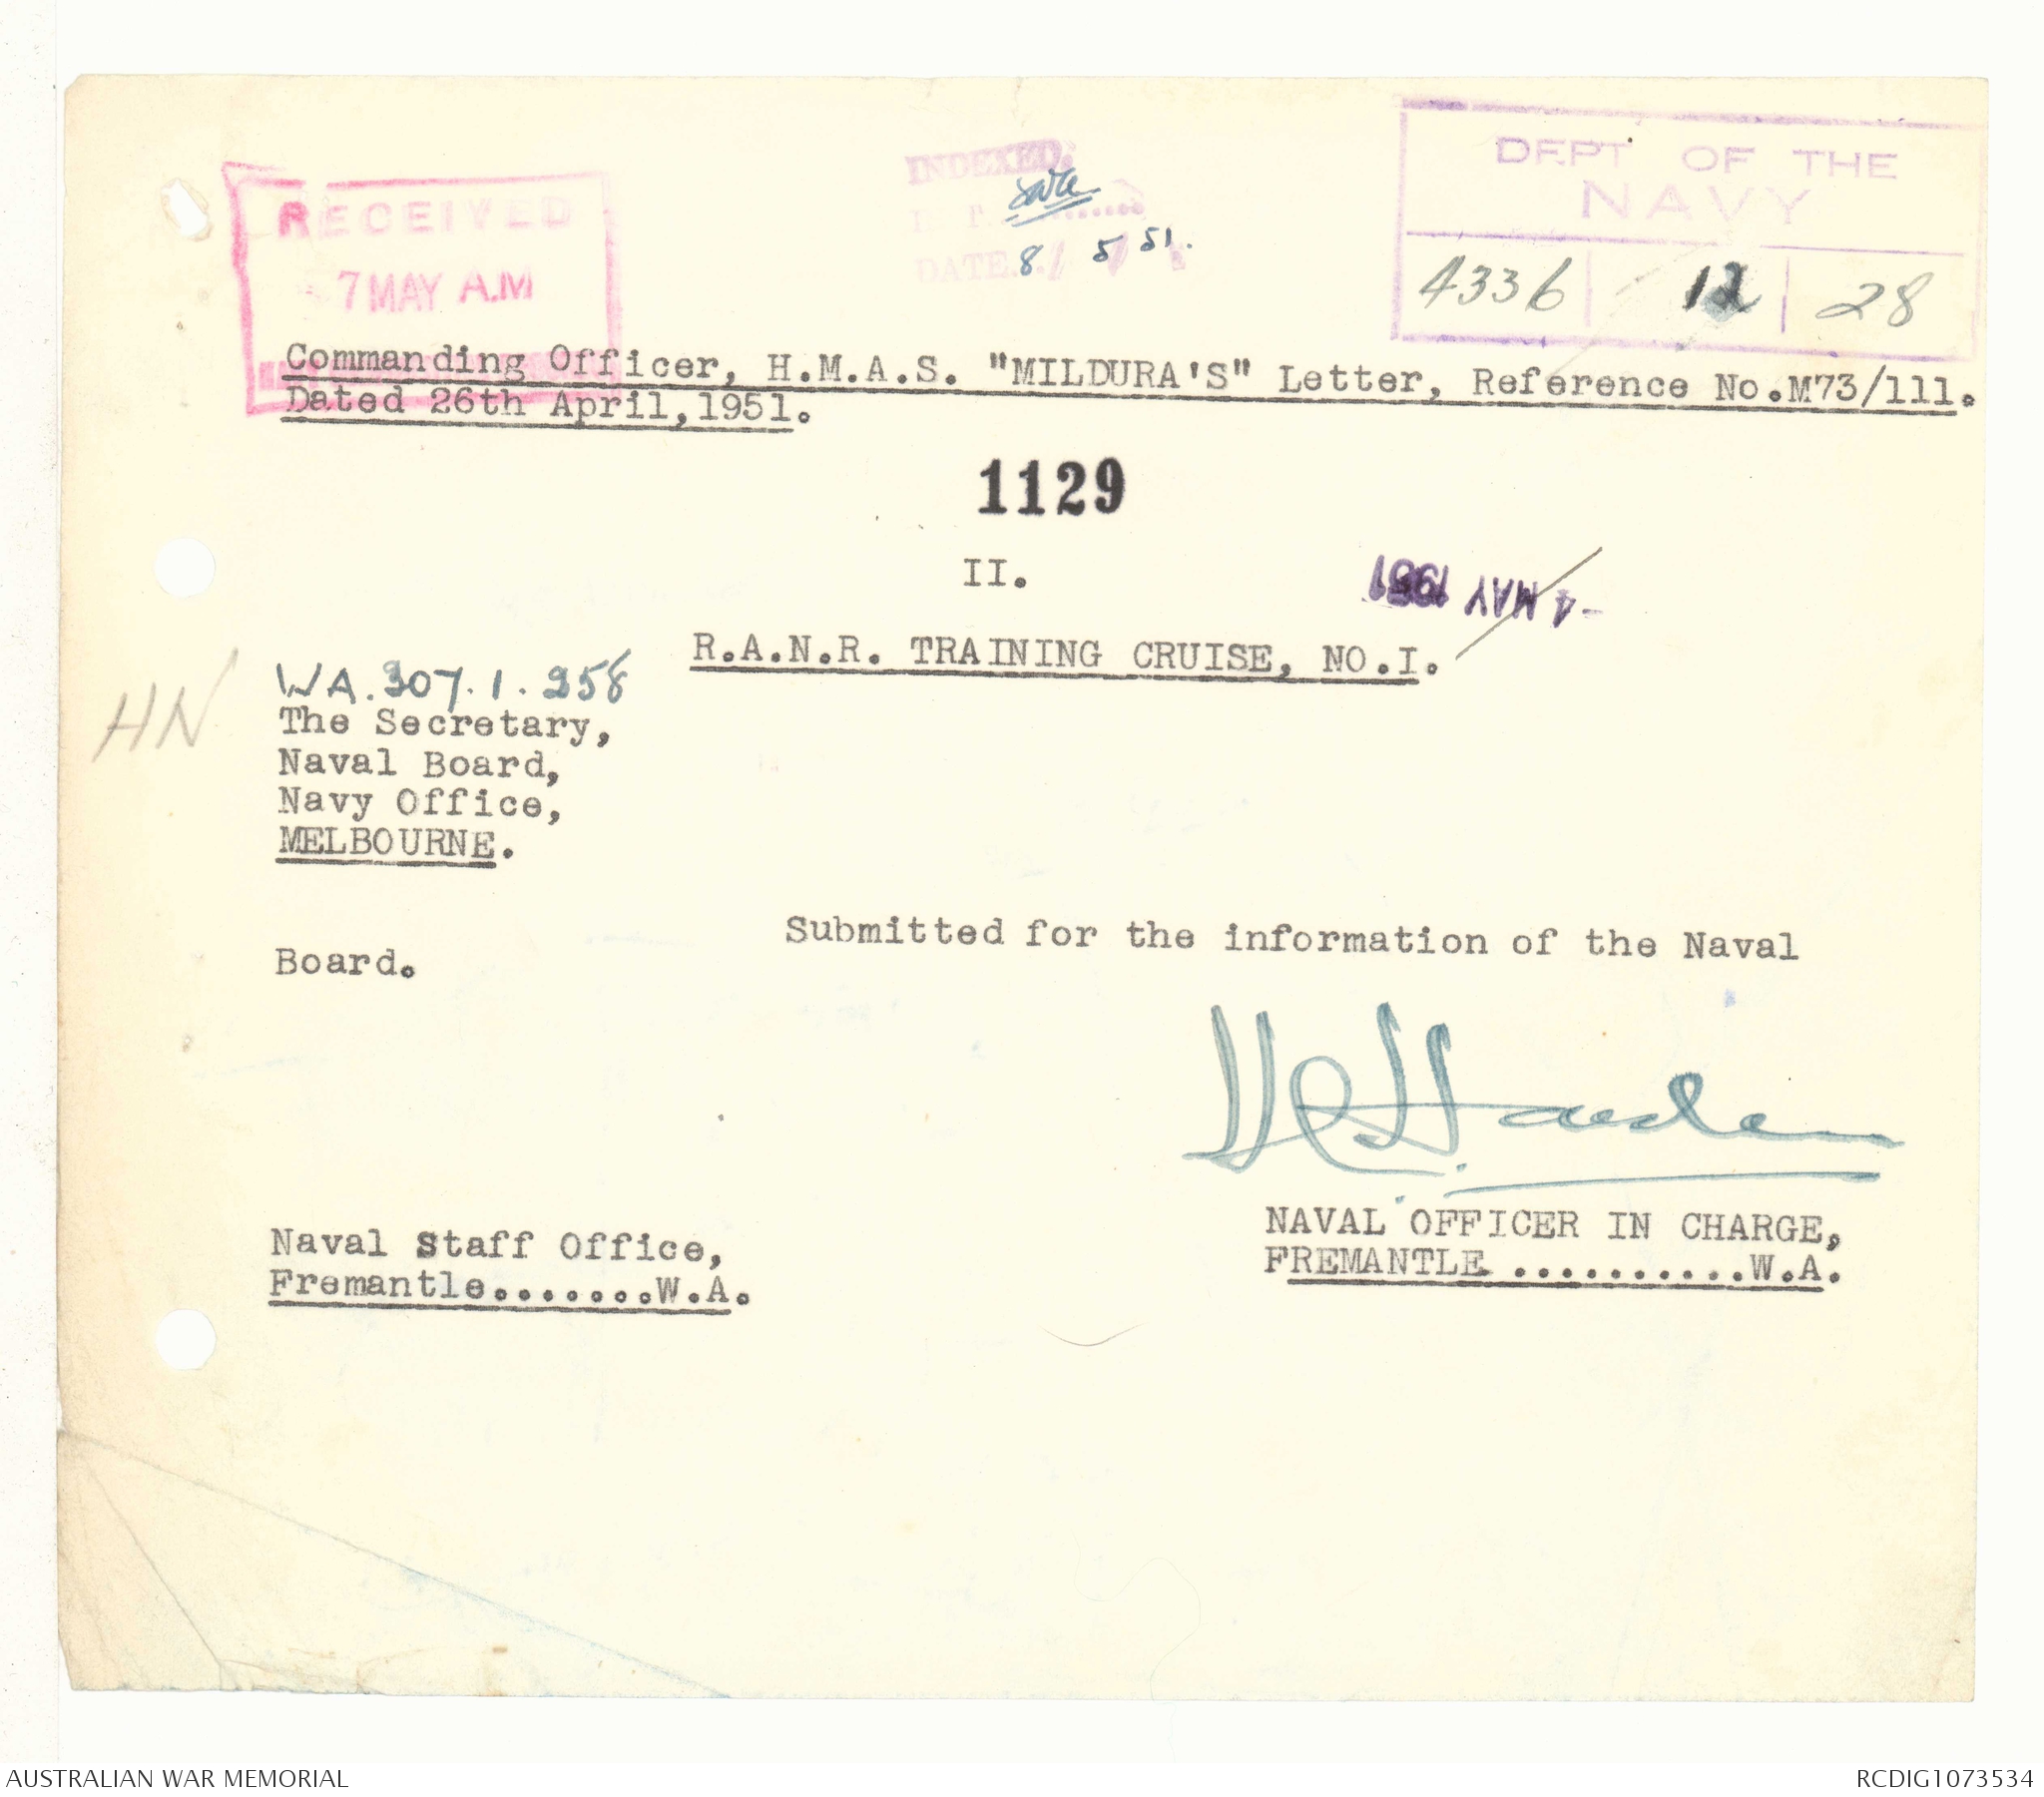 DEPT OF THE
NAVY
4336 12 28
RECEIVED
7 MAY A.M
INDEXED.
DATE 8/5/51.
Commanding Officer, H.M.A.S. "MILDURA'S" Letter, Reference No.M73/111.
Dated 26th April,1951.
1129
II.
-4 MAY 1951
R.A.N.R. TRAINING CRUISE, NO.I.
HN
WA.307.1.258
The Secretary,
Naval Board,
Navy Office,
MELBOURNE.
Submitted for the information of the Naval
Board.
NAVAL OFFICER IN CHARGE,
FREMANTLE ..........W.A.
Naval Staff Office,
Fremantle.......W.A.
AUSTRALIAN WAR MEMORIAL
RCDIG1073534